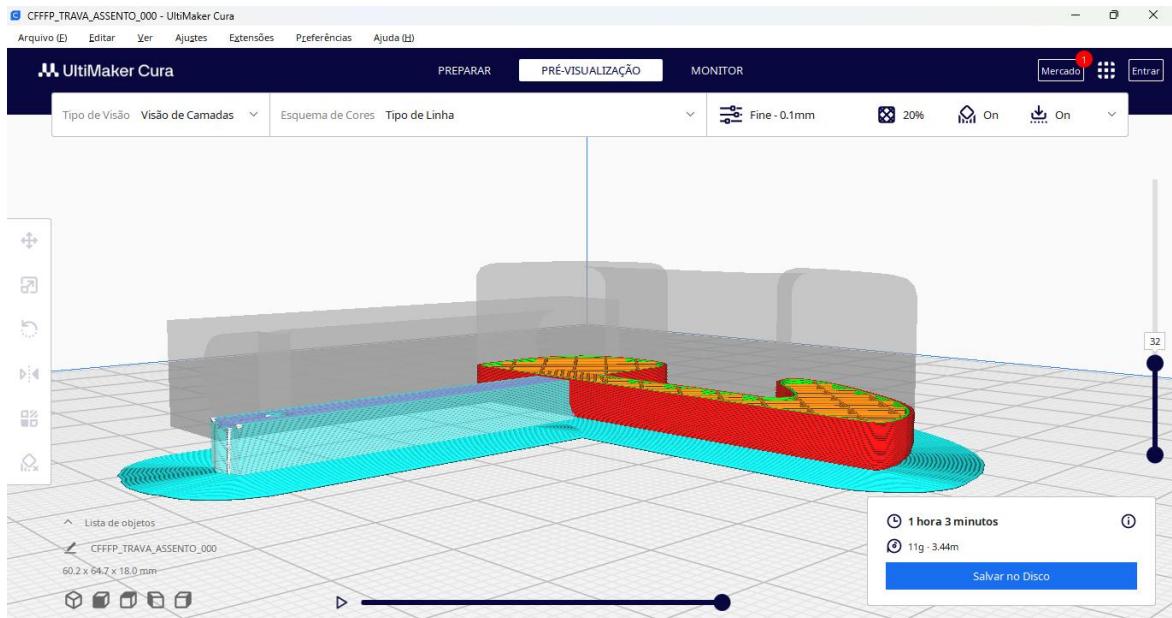 CFFFP_TRAVA_ASSENTO_000 - UltiMaker Cura
Arquivo (F) Editar Ver Ajustes Extensões Preferências Ajuda (H)
UltiMaker Cura PREPARAR PRÉ-VISUALIZAÇÃO MONITOR Mercado 1 Entrar
Tipo de Visão Visão de Camadas Esquema de Cores Tipo de Linha Fine - 0.1mm 20% On On
32
Lista de objetos
CFFFP_TRAVA_ASSENTO_000
60.2 x 64.7 x 18.0 mm
1 hora 3 minutos
11g · 3.44m
Salvar no Disco